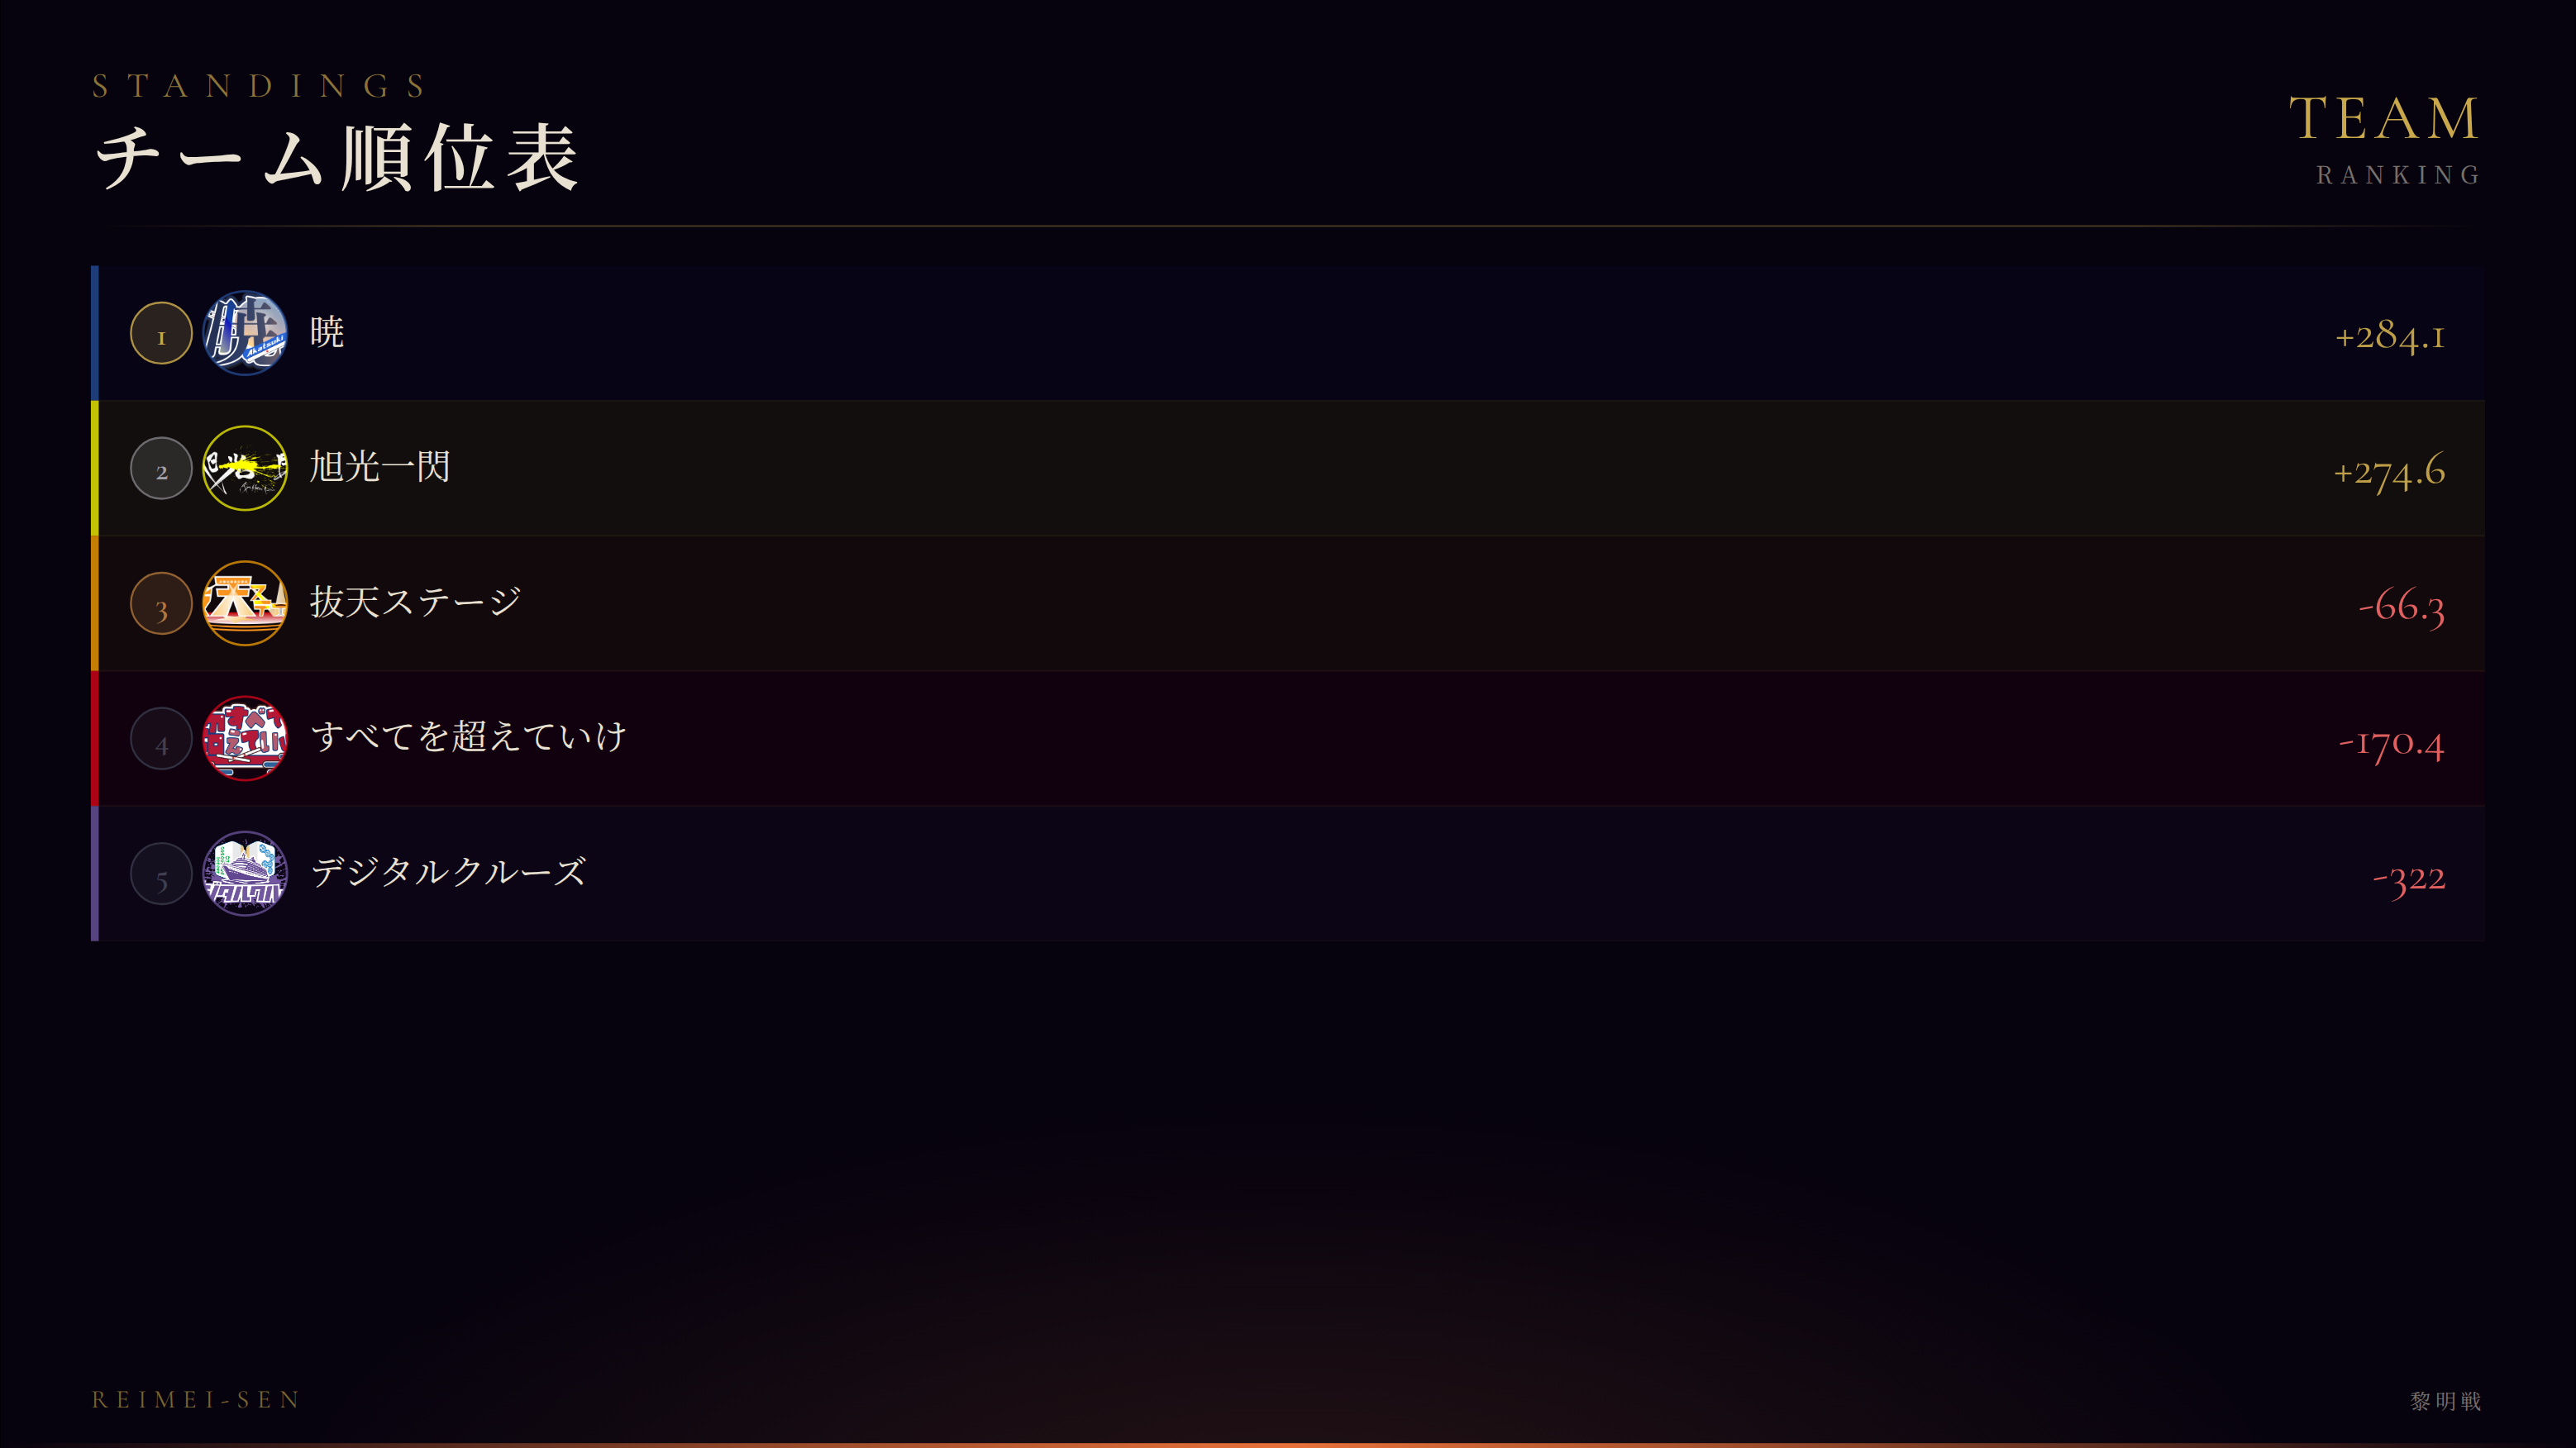 STANDINGS
チーム順位表
TEAM
RANKING
1 暁 Akatsuki 暁 +284.1
2 旭光一閃 +274.6
3 抜天ステージ -66.3
4 すべてを超えていけ -170.4
5 デジタルクルーズ -322
REIMEI-SEN
黎明戦